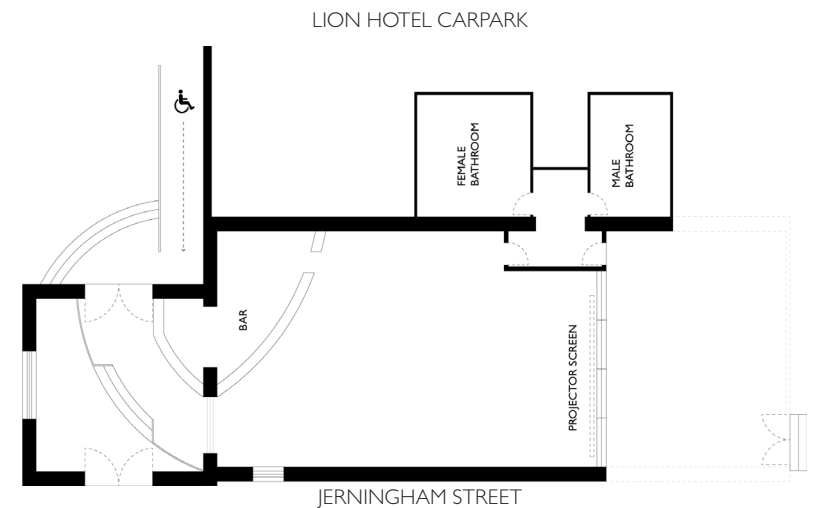 LION HOTEL CARPARK
FEMALE
BATHROOM
MALE
BATHROOM
BAR
PROJECTOR SCREEN
JERNINGHAM STREET